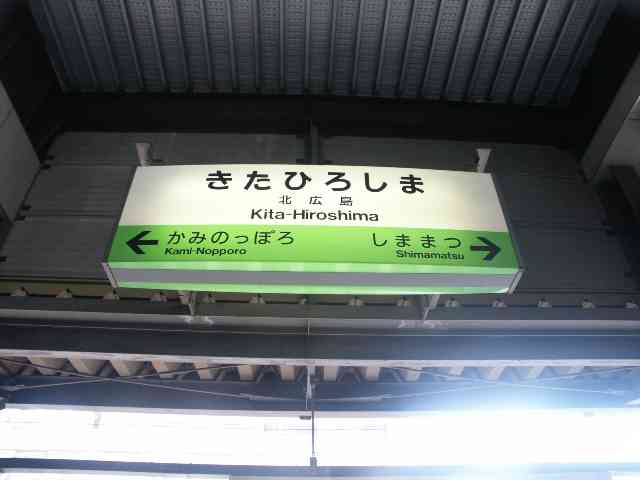 きたひろしま
北広島
Kita-Hiroshima
かみのっぽろ しままつ
Kami-Nopporo Shimamatsu